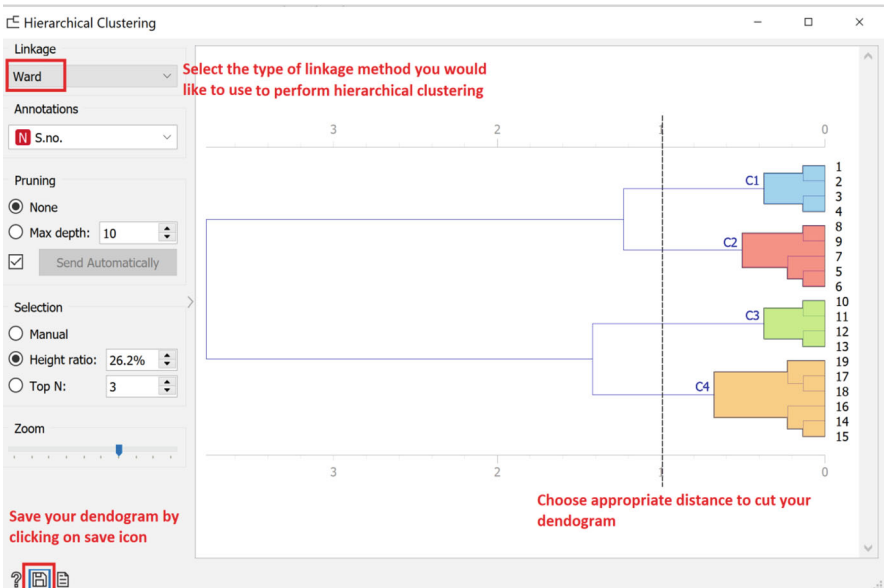 Hierarchical Clustering
Linkage
Ward
Select the type of linkage method you would
like to use to perform hierarchical clustering
Annotations
N S.no.
Pruning
None
Max depth: 10
Send Automatically
Selection
Manual
Height ratio: 26.2%
Top N: 3
Zoom
3 2 1 0
C1
1
2
3
4
C2
8
9
7
5
6
C3
10
11
12
13
C4
19
17
18
16
14
15
3 2 1 0
Choose appropriate distance to cut your
dendogram
Save your dendogram by
clicking on save icon
?